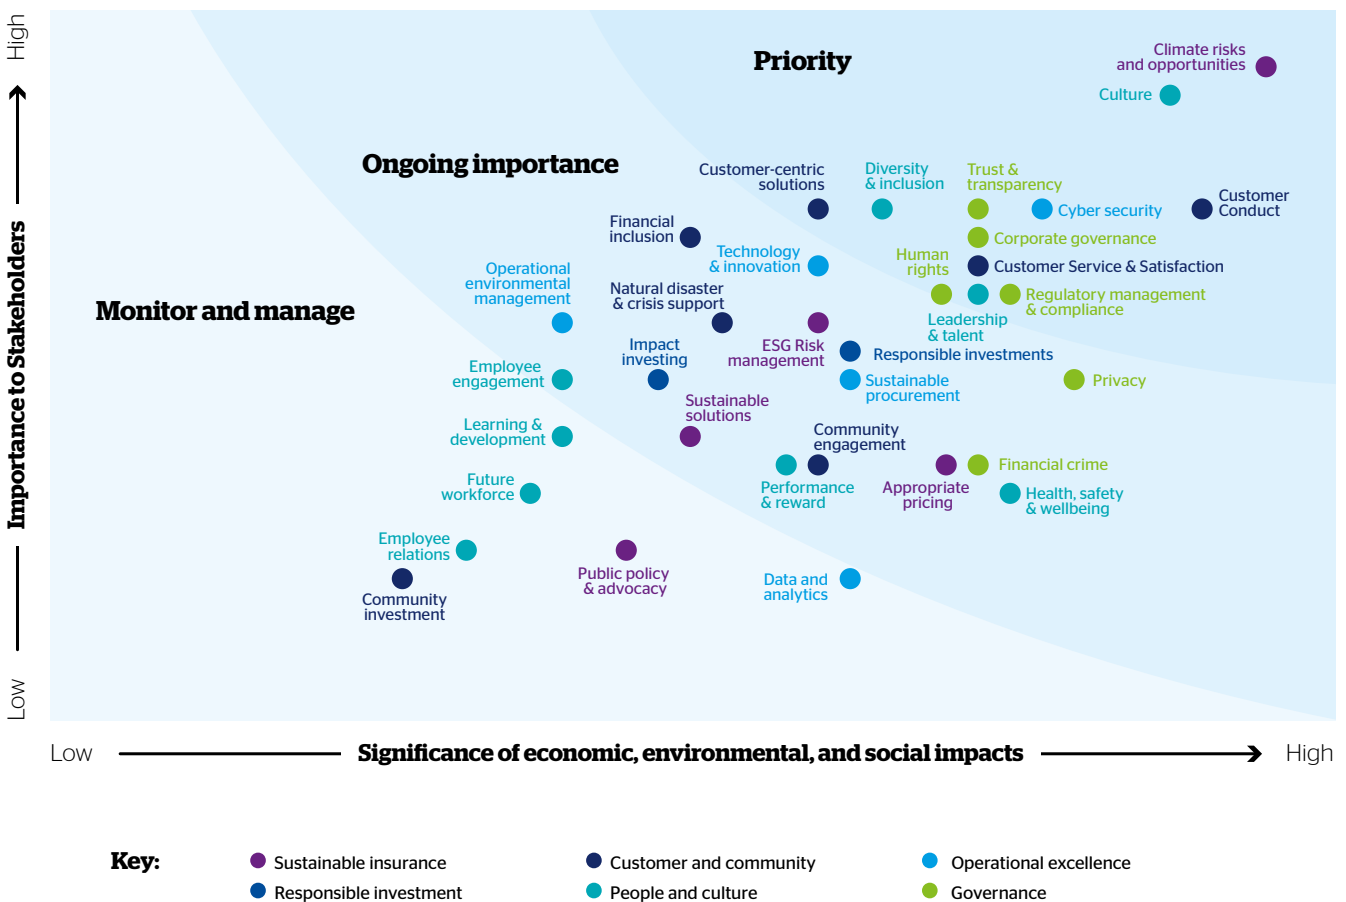 High
Importance to Stakeholders
Low
Priority
Climate risks
and opportunities
Culture
Ongoing importance
Customer-centric
solutions
Diversity
& inclusion
Trust &
transparency
Cyber security
Customer
Conduct
Financial
inclusion
Corporate governance
Technology
& innovation
Human
rights
Customer Service & Satisfaction
Operational
environmental
management
Natural disaster
& crisis support
Regulatory management
& compliance
Monitor and manage
Leadership
& talent
ESG Risk
management
Impact
investing
Responsible investments
Employee
engagement
Sustainable
procurement
Privacy
Sustainable
solutions
Learning &
development
Community
engagement
Financial crime
Future
workforce
Performance
& reward
Appropriate
pricing
Health, safety
& wellbeing
Employee
relations
Public policy
& advocacy
Data and
analytics
Community
investment
Low
Significance of economic, environmental, and social impacts
High
Key:
Sustainable insurance
Customer and community
Operational excellence
Responsible investment
People and culture
Governance